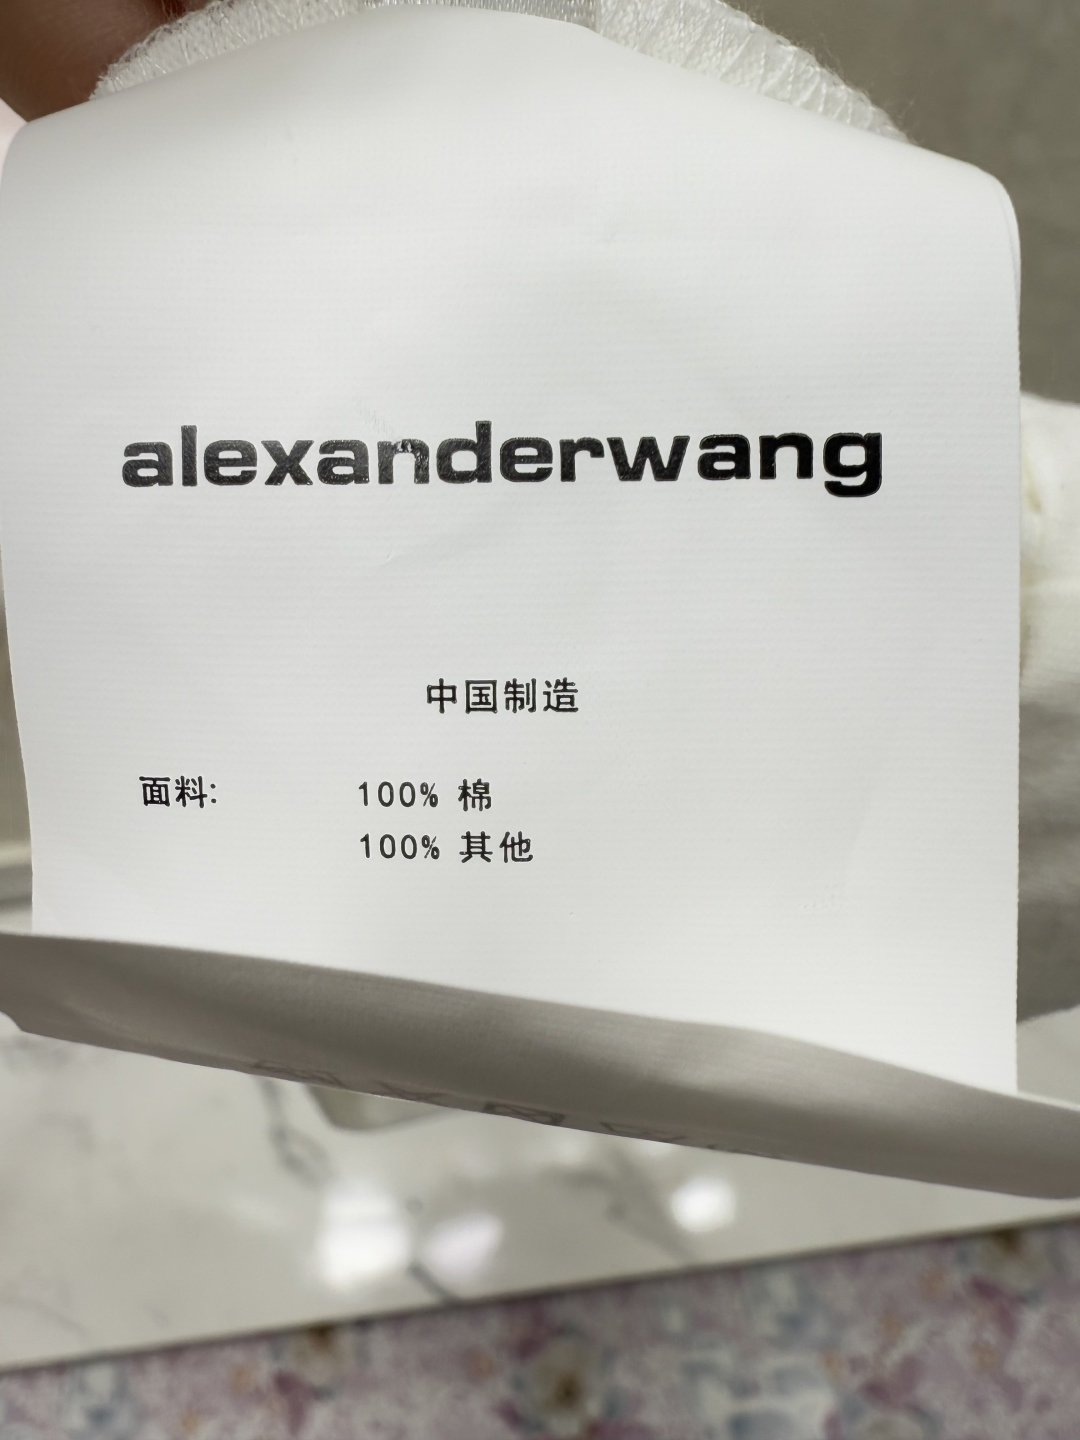 alexanderwang
中国制造
面料: 100% 棉
100% 其他